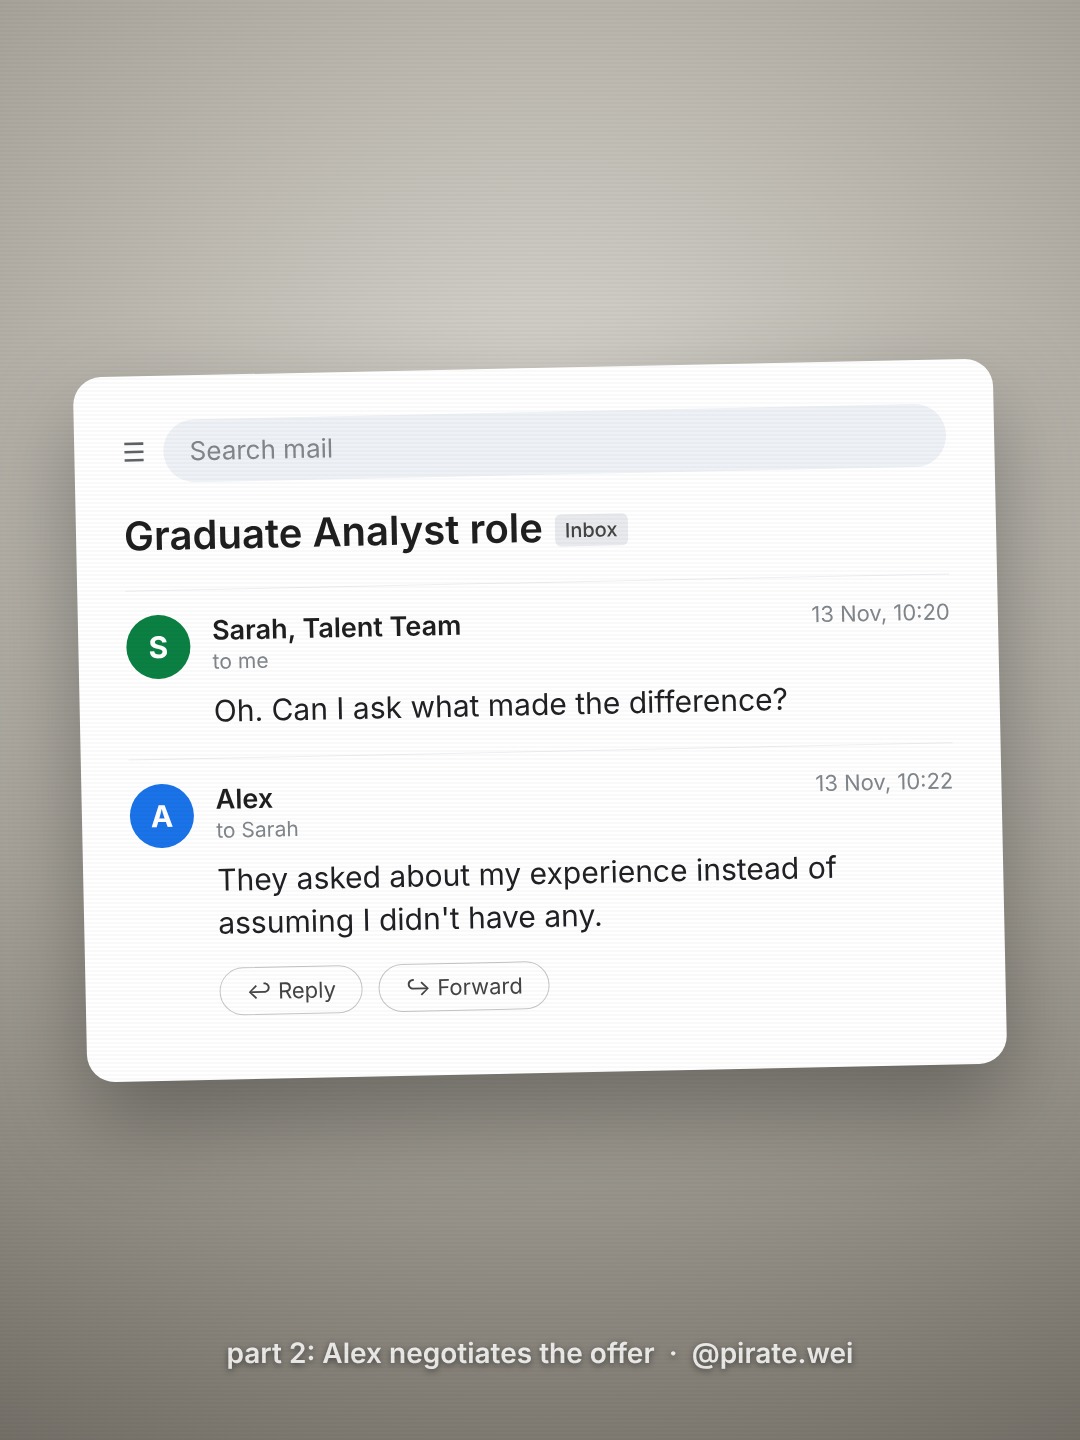 Search mail
Graduate Analyst role Inbox
S
Sarah, Talent Team
13 Nov, 10:20
to me
Oh. Can I ask what made the difference?
A
Alex
13 Nov, 10:22
to Sarah
They asked about my experience instead of
assuming I didn't have any.
Reply
Forward
part 2: Alex negotiates the offer · @pirate.wei